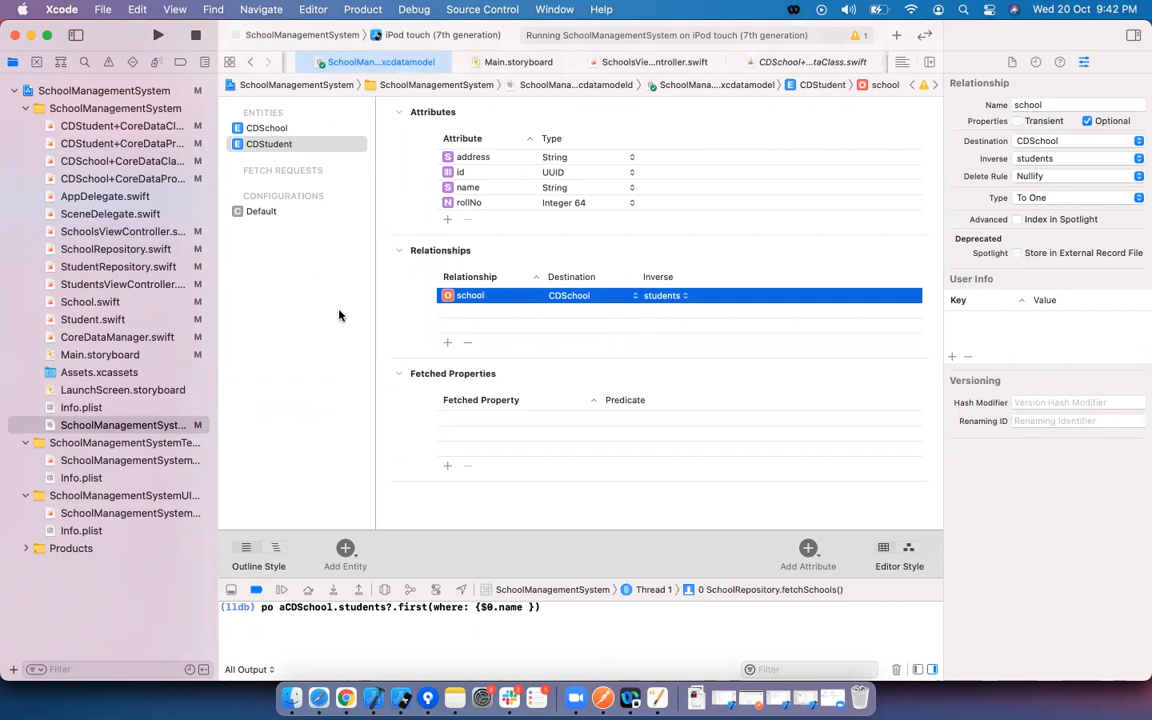 Xcode File Edit View Find Navigate Editor Product Debug Source Control Window Help Wed 20 Oct 9:42 PM
SchoolManagementSystem iPod touch (7th generation) Running SchoolManagementSystem on iPod touch (7th generation) 1
SchoolMan...xcdatamodel Main.storyboard SchoolsVie...ntroller.swift CDSchool+...taClass.swift
SchoolManagementSystem SchoolManagementSystem SchoolMana...cdatamodeld SchoolManage...xcdatamodel E CDStudent school
SchoolManagementSystem M
SchoolManagementSystem
CDStudent+CoreDataCl... M
CDStudent+CoreDataPr... M
CDSchool+CoreDataCla... M
CDSchool+CoreDataPro... M
AppDelegate.swift
SceneDelegate.swift
SchoolsViewController.s... M
SchoolRepository.swift M
StudentRepository.swift M
StudentsViewController.... M
School.swift M
Student.swift M
CoreDataManager.swift M
Main.storyboard M
Assets.xcassets
LaunchScreen.storyboard
Info.plist
SchoolManagementSyst... M
SchoolManagementSystemTe...
SchoolManagementSystem...
Info.plist
SchoolManagementSystemUI...
SchoolManagementSystem...
Info.plist
Products
Filter
ENTITIES
E CDSchool
E CDStudent
FETCH REQUESTS
CONFIGURATIONS
C Default
Attributes
Attribute Type
S address String
id UUID
S name String
N rollNo Integer 64
+ −
Relationships
Relationship Destination Inverse
O school CDSchool students
+ −
Fetched Properties
Fetched Property Predicate
+ −
Outline Style Add Entity Add Attribute Editor Style
SchoolManagementSystem Thread 1 0 SchoolRepository.fetchSchools()
(lldb) po aCDSchool.students?.first(where: {$0.name })
All Output Filter
Relationship
Name school
Properties Transient Optional
Destination CDSchool
Inverse students
Delete Rule Nullify
Type To One
Advanced Index in Spotlight
Deprecated
Spotlight Store in External Record File
User Info
Key Value
+ −
Versioning
Hash Modifier Version Hash Modifier
Renaming ID Renaming Identifier